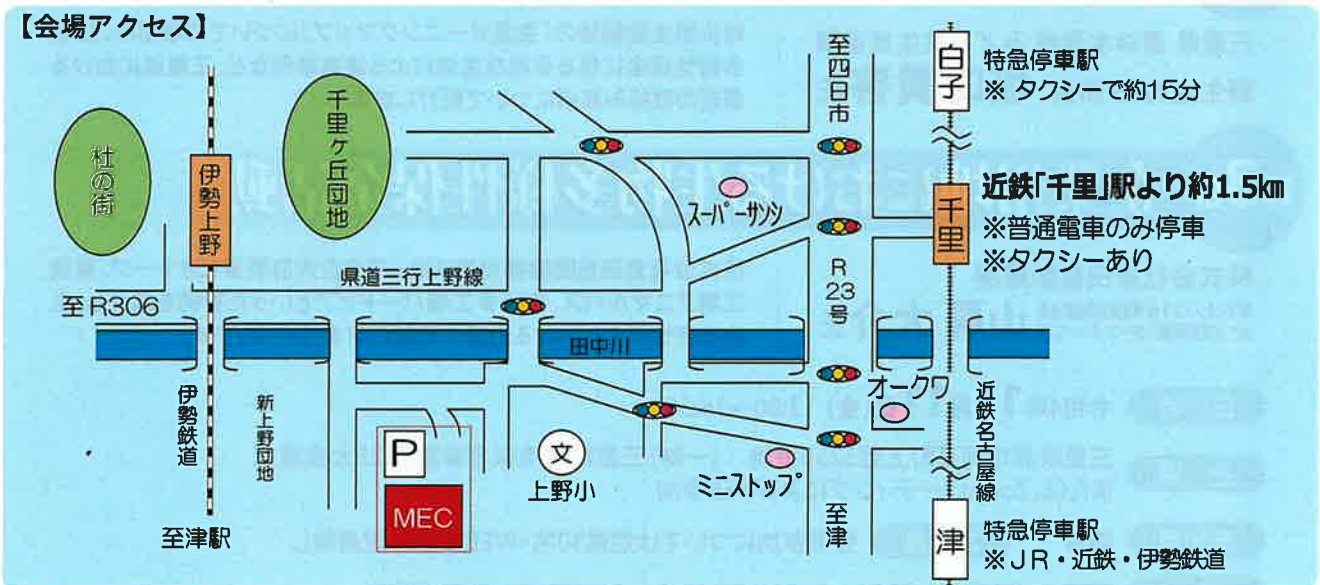 【会場アクセス】
至四日市
白子
特急停車駅
※ タクシーで約15分
杜の街
伊勢上野
千里ヶ丘団地
スーパーサンシ
千里
近鉄「千里」駅より約1.5km
※普通電車のみ停車
※タクシーあり
県道三行上野線
R23号
至 R306
田中川
伊勢鉄道
新上野団地
オークワ
近鉄名古屋線
P
MEC
文
上野小
ミニストップ
至津駅
至津
津
特急停車駅
※ＪＲ・近鉄・伊勢鉄道